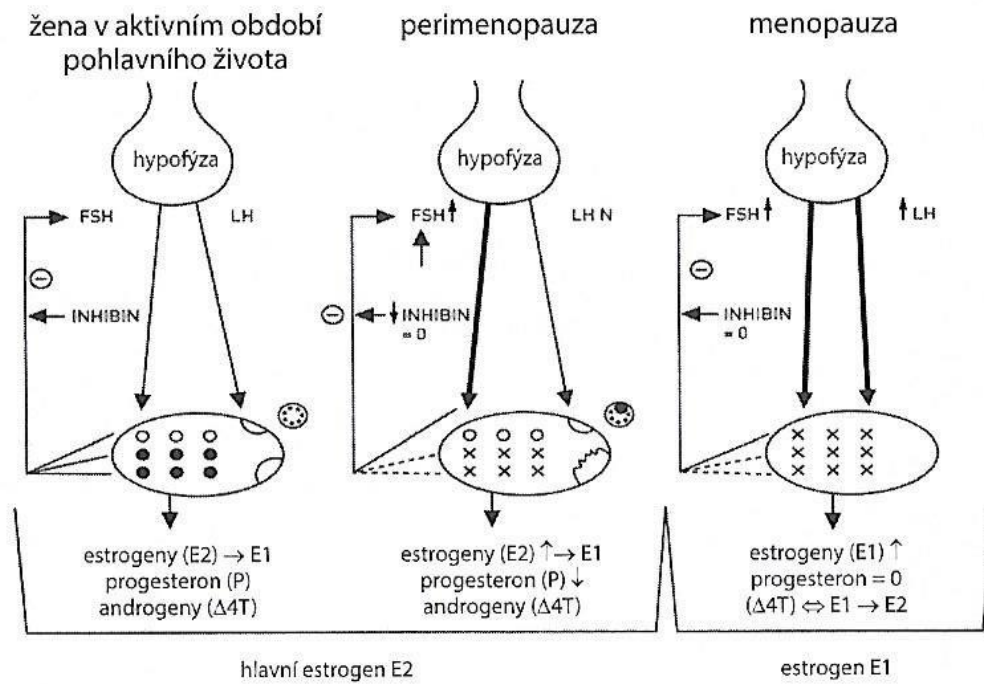 žena v aktivním období
pohlavního života
hypofýza
FSH
LH
INHIBIN
estrogeny (E2) → E1
progesteron (P)
androgeny (Δ4T)
perimenopauza
hypofýza
FSH ↑
LH N
↓ INHIBIN
= 0
estrogeny (E2) ↑ → E1
progesteron (P) ↓
androgeny (Δ4T)
hlavní estrogen E2
menopauza
hypofýza
FSH ↑
↑ LH
INHIBIN
= 0
estrogeny (E1) ↑
progesteron = 0
(Δ4T) ⇔ E1 → E2
estrogen E1